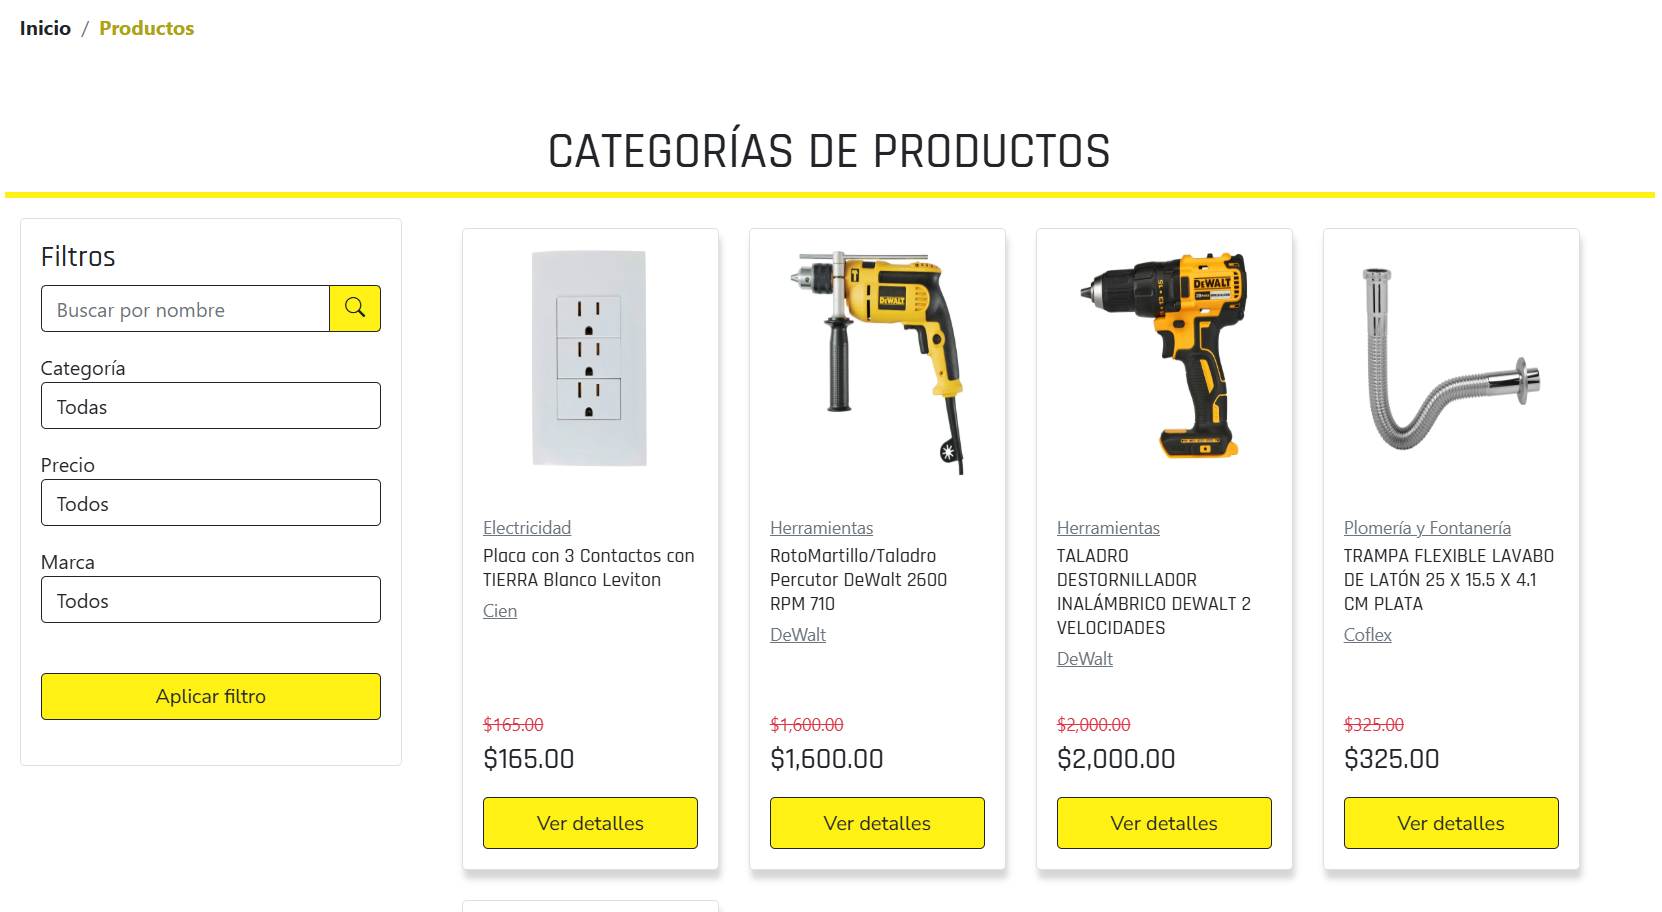 Inicio / Productos
CATEGORÍAS DE PRODUCTOS
Filtros
Buscar por nombre
Categoría
Todas
Precio
Todos
Marca
Todos
Aplicar filtro
Electricidad
Placa con 3 Contactos con
TIERRA Blanco Leviton
Cien
$165.00
$165.00
Ver detalles
DEWALT
Herramientas
RotoMartillo/Taladro
Percutor DeWalt 2600
RPM 710
DeWalt
$1,600.00
$1,600.00
Ver detalles
DEWALT
Herramientas
TALADRO
DESTORNILLADOR
INALÁMBRICO DEWALT 2
VELOCIDADES
DeWalt
$2,000.00
$2,000.00
Ver detalles
Plomería y Fontanería
TRAMPA FLEXIBLE LAVABO
DE LATÓN 25 X 15.5 X 4.1
CM PLATA
Coflex
$325.00
$325.00
Ver detalles